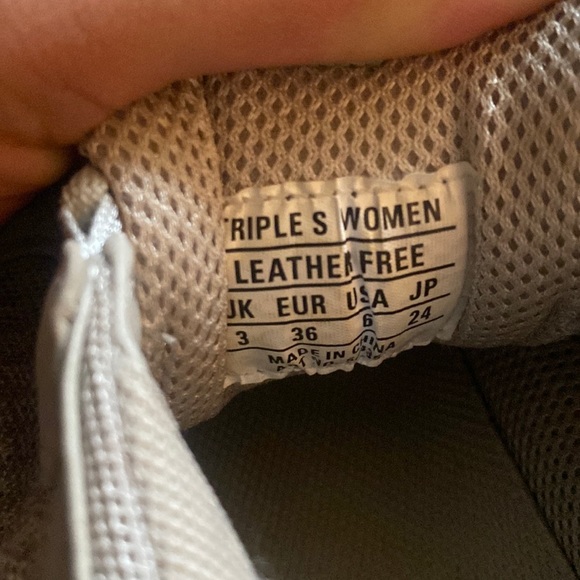 TRIPLE S WOMEN
LEATHER FREE
UK EUR USA JP
3 36 6 24
MADE IN CHINA